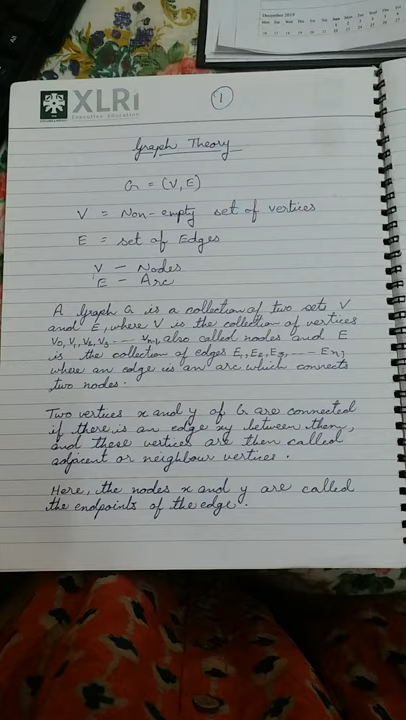 December 2019
XLRI
Executive Education
1
Graph Theory
G = (V, E)
V = Non-empty set of vertices
E = set of Edges
V – Nodes
E – Arc
A Graph G is a collection of two sets V
and E, where V is the collection of vertices
V0, V1, V2, V3 ---- Vn-1, also called nodes and E
is the collection of edges E1, E2, E3, ---- En,
where an edge is an arc which connects
two nodes.
Two vertices x and y of G are connected
if there is an edge xy between them,
and these vertices are then called
adjcent or neighbour vertices.
Here, the nodes x and y are called
the endpoints of the edge.